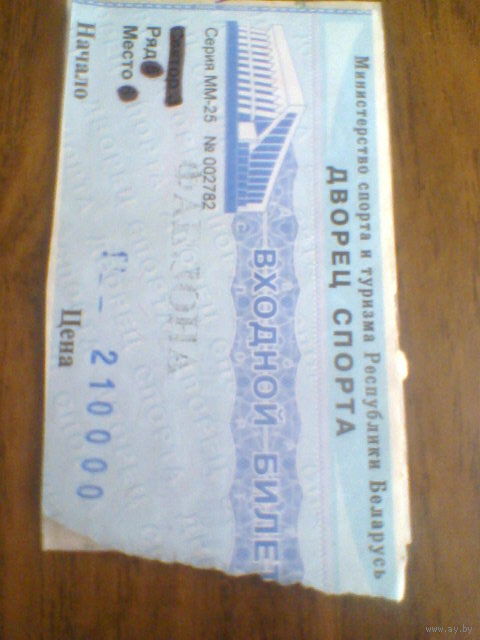 Министерство спорта и туризма Республики Беларусь
ДВОРЕЦ СПОРТА
ВХОДНОЙ БИЛЕТ
Серия ММ-25 № 002782
Ряд
Место
Начало
Цена
210000
www.ay.by